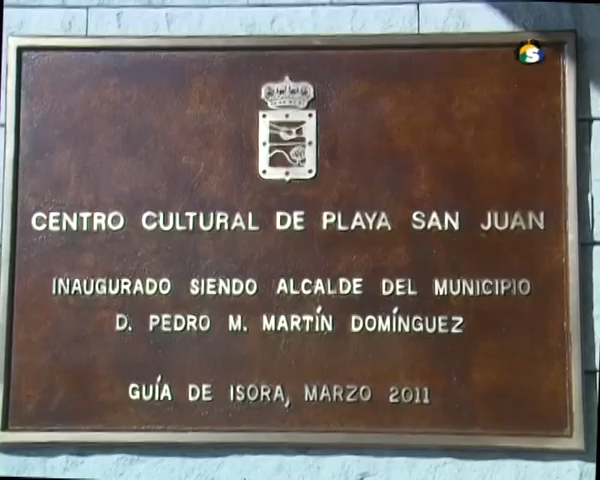 CENTRO CULTURAL DE PLAYA SAN JUAN
INAUGURADO SIENDO ALCALDE DEL MUNICIPIO
D. PEDRO M. MARTÍN DOMÍNGUEZ
GUÍA DE ISORA, MARZO 2011